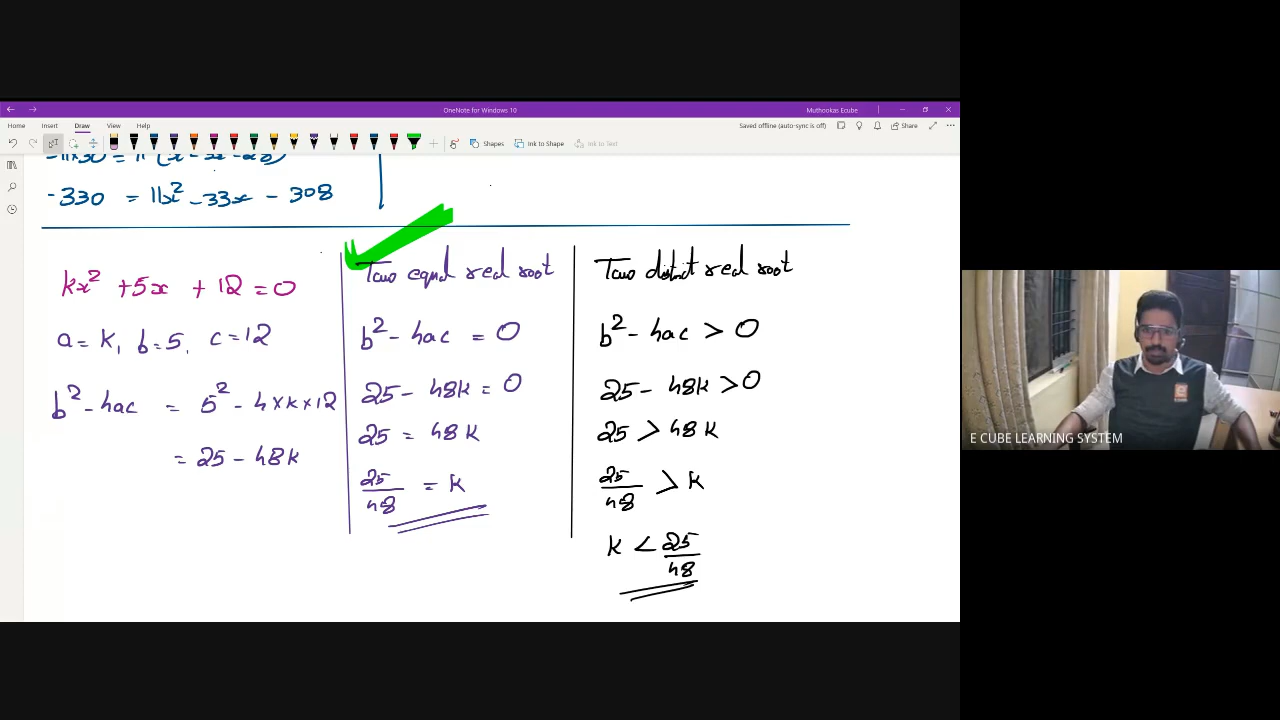 OneNote for Windows 10
Muthookas Ecube
Home Insert Draw View Help
Saved offline (auto-sync is off) Share
Shapes Ink to Shape Ink to Text
-330 = 11x² - 33x - 308
kx² + 5x + 12 = 0
a = k, b = 5, c = 12
b² - 4ac = 5² - 4 × k × 12
= 25 - 48k
Two equal real root
b² - 4ac = 0
25 - 48k = 0
25 = 48k
25/48 = k
Two distinct real root
b² - 4ac > 0
25 - 48k > 0
25 > 48k
25/48 > k
k < 25/48
E CUBE LEARNING SYSTEM